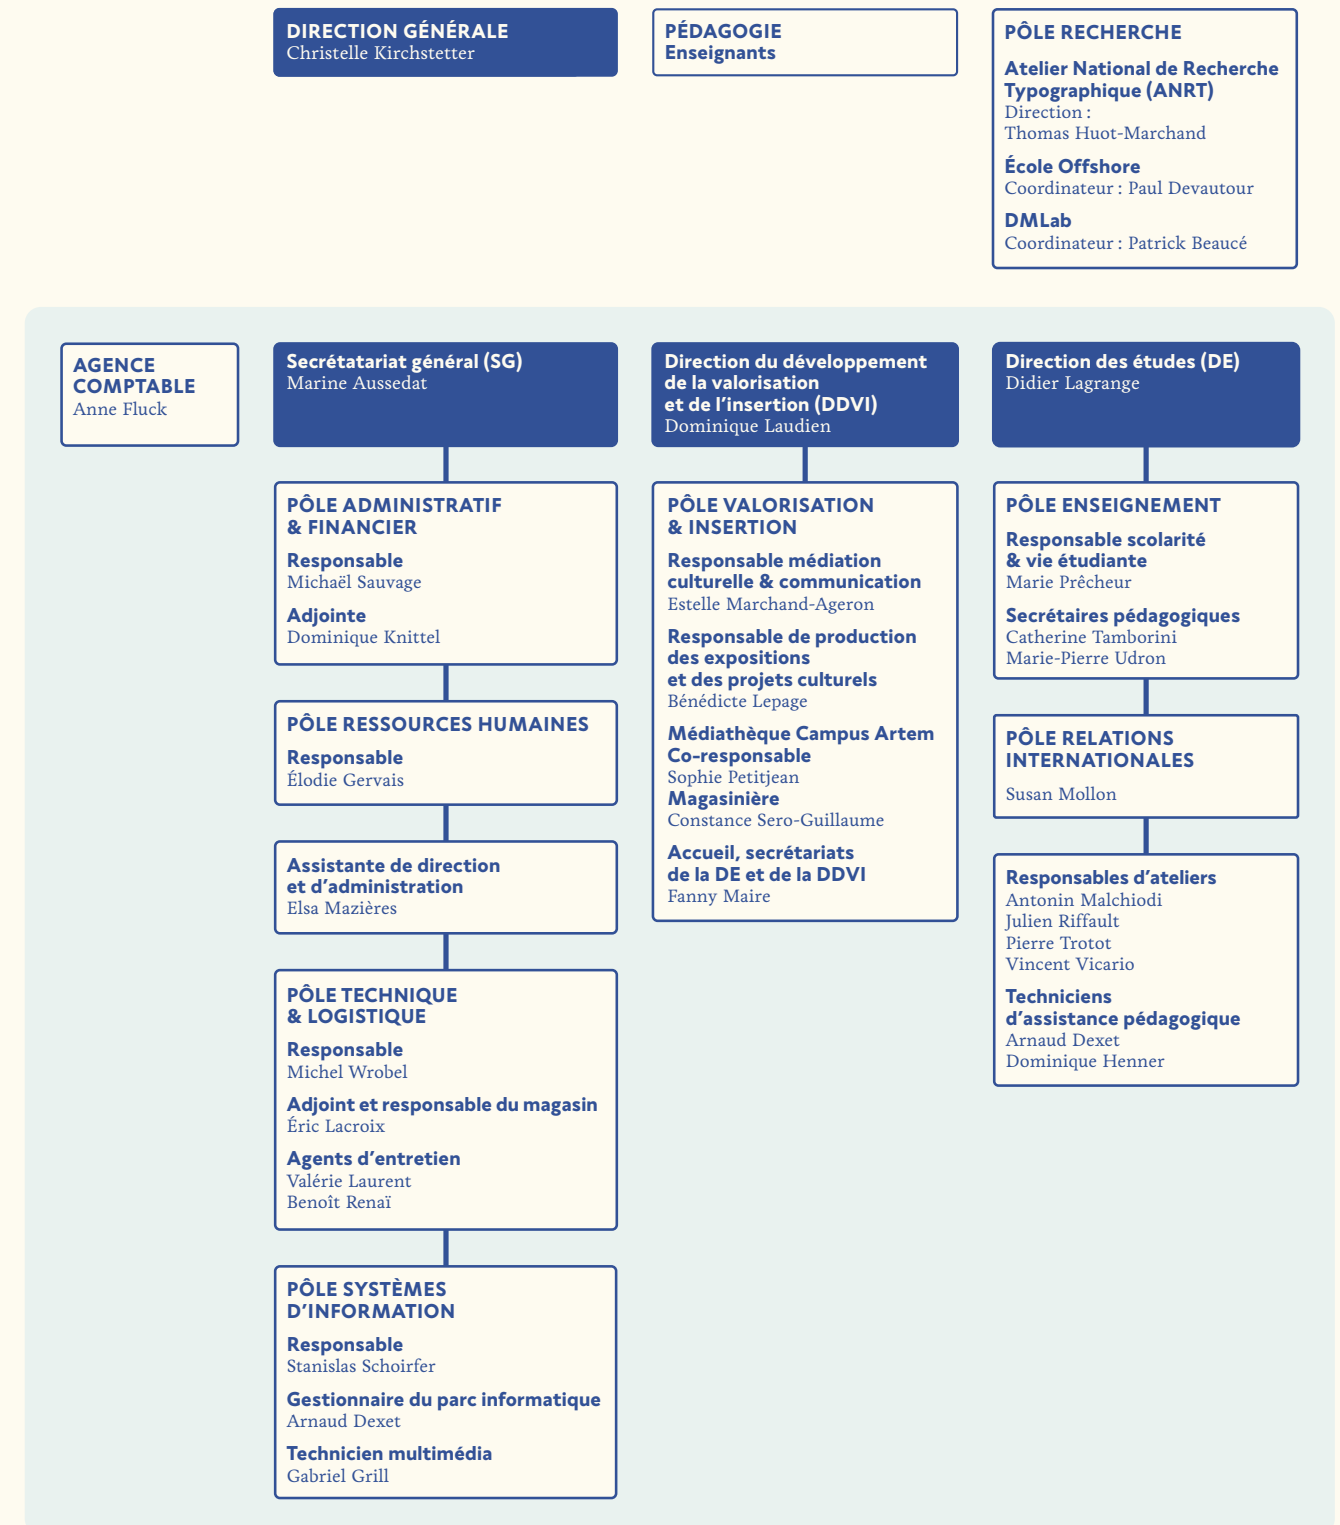 DIRECTION GÉNÉRALE
Christelle Kirchstetter
PÉDAGOGIE
Enseignants
PÔLE RECHERCHE
Atelier National de Recherche
Typographique (ANRT)
Direction :
Thomas Huot-Marchand
École Offshore
Coordinateur : Paul Devautour
DMLab
Coordinateur : Patrick Beaucé
AGENCE
COMPTABLE
Anne Fluck
Secrétatariat général (SG)
Marine Aussedat
PÔLE ADMINISTRATIF
& FINANCIER
Responsable
Michaël Sauvage
Adjointe
Dominique Knittel
PÔLE RESSOURCES HUMAINES
Responsable
Élodie Gervais
Assistante de direction
et d’administration
Elsa Mazières
PÔLE TECHNIQUE
& LOGISTIQUE
Responsable
Michel Wrobel
Adjoint et responsable du magasin
Éric Lacroix
Agents d’entretien
Valérie Laurent
Benoît Renaï
PÔLE SYSTÈMES
D’INFORMATION
Responsable
Stanislas Schoirfer
Gestionnaire du parc informatique
Arnaud Dexet
Technicien multimédia
Gabriel Grill
Direction du développement
de la valorisation
et de l’insertion (DDVI)
Dominique Laudien
PÔLE VALORISATION
& INSERTION
Responsable médiation
culturelle & communication
Estelle Marchand-Ageron
Responsable de production
des expositions
et des projets culturels
Bénédicte Lepage
Médiathèque Campus Artem
Co-responsable
Sophie Petitjean
Magasinière
Constance Sero-Guillaume
Accueil, secrétariats
de la DE et de la DDVI
Fanny Maire
Direction des études (DE)
Didier Lagrange
PÔLE ENSEIGNEMENT
Responsable scolarité
& vie étudiante
Marie Prêcheur
Secrétaires pédagogiques
Catherine Tamborini
Marie-Pierre Udron
PÔLE RELATIONS
INTERNATIONALES
Susan Mollon
Responsables d’ateliers
Antonin Malchiodi
Julien Riffault
Pierre Trotot
Vincent Vicario
Techniciens
d’assistance pédagogique
Arnaud Dexet
Dominique Henner